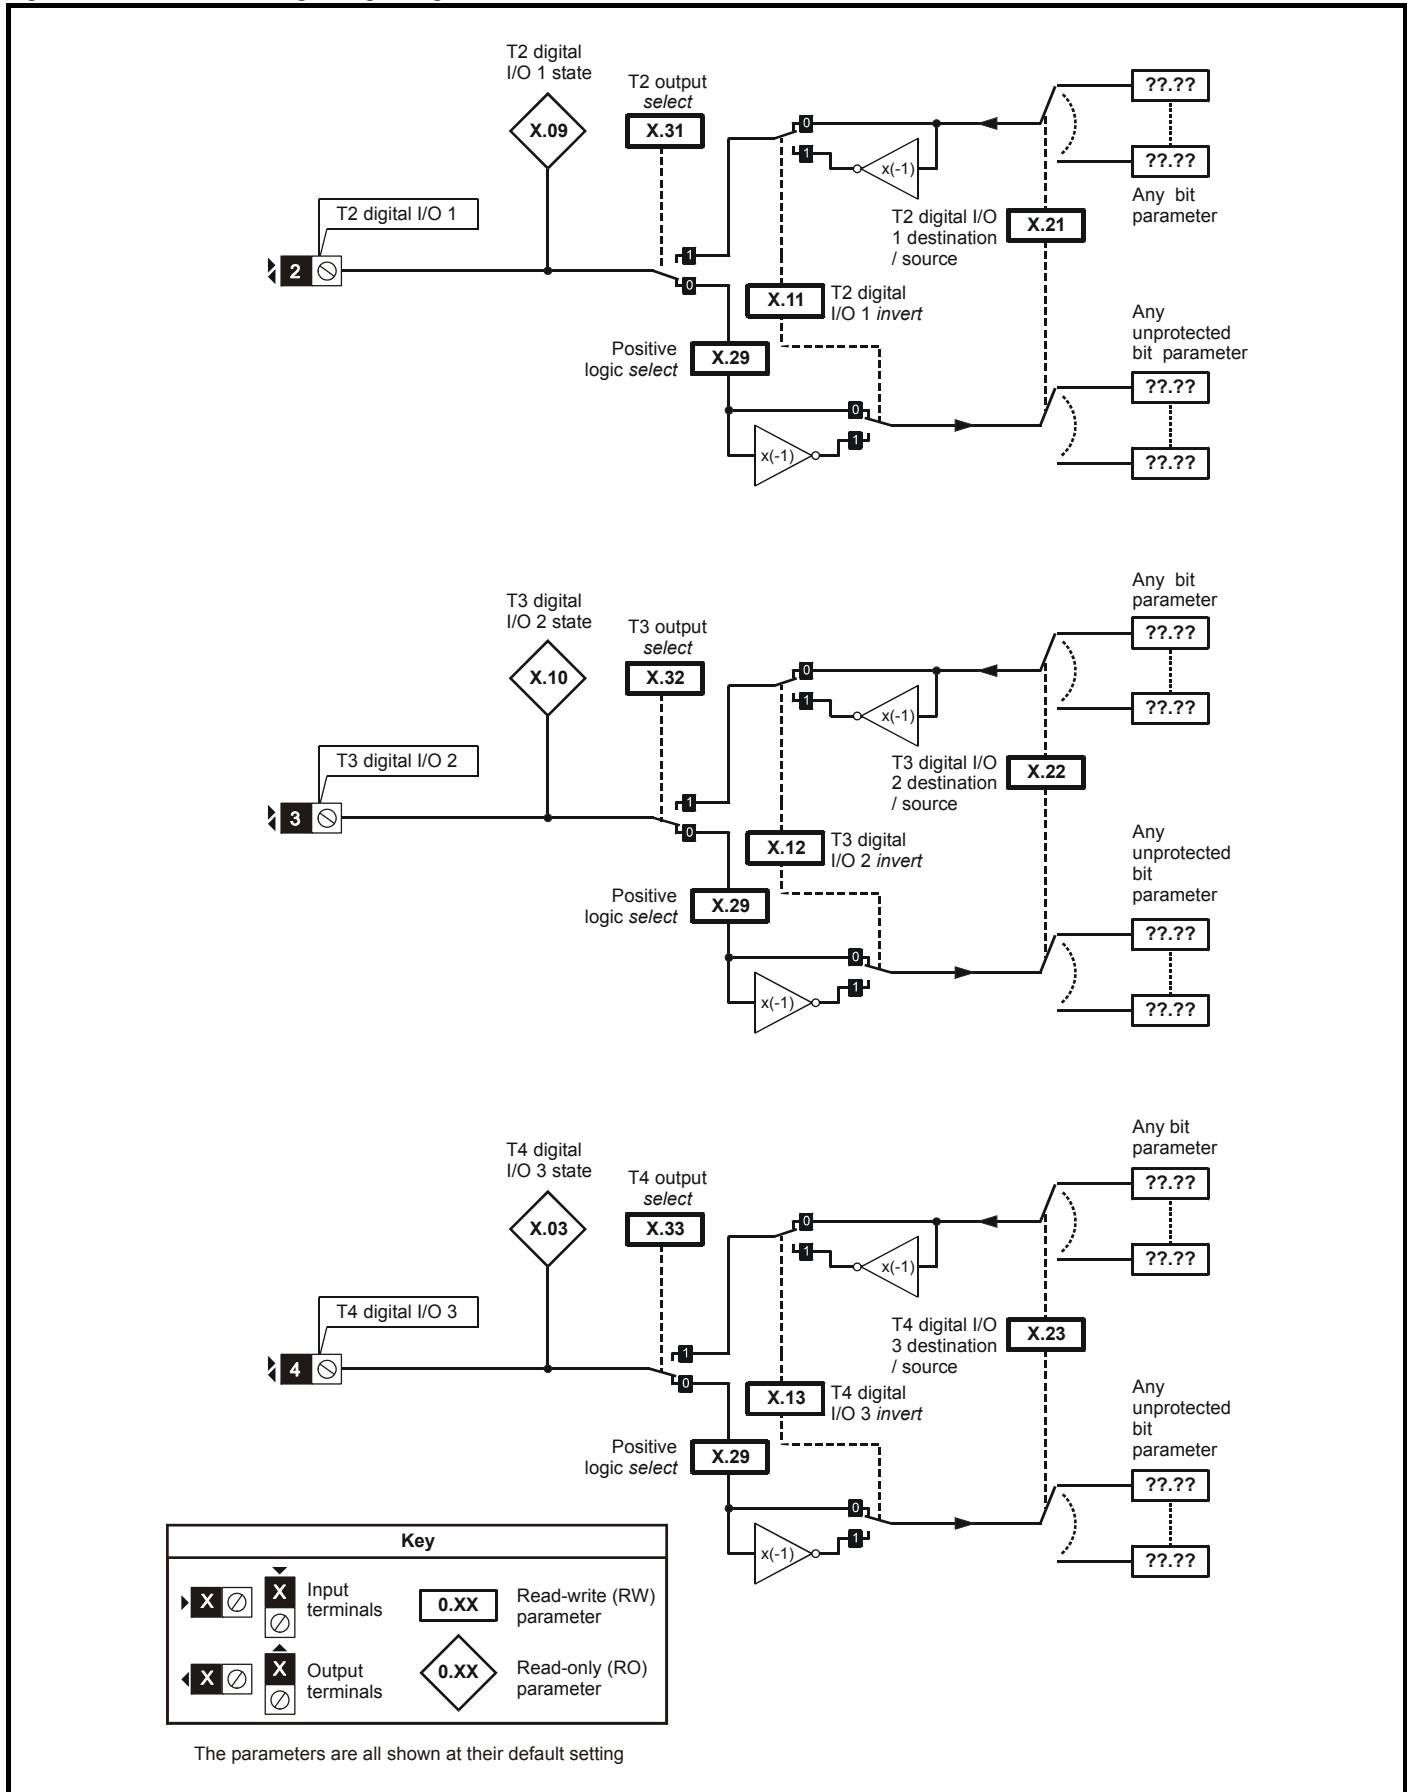 T2 digital
I/O 1 state
T2 output
select
X.09
X.31
0
1
x(-1)
??.??
??.??
Any bit
parameter
T2 digital I/O 1
2
1
0
T2 digital I/O
1 destination
/ source
X.21
X.11
T2 digital
I/O 1 invert
Positive
logic select
X.29
Any
unprotected
bit parameter
0
1
x(-1)
??.??
??.??
T3 digital
I/O 2 state
T3 output
select
X.10
X.32
0
1
x(-1)
Any bit
parameter
??.??
??.??
T3 digital I/O 2
3
1
0
T3 digital I/O
2 destination
/ source
X.22
X.12
T3 digital
I/O 2 invert
Positive
logic select
X.29
Any
unprotected
bit
parameter
0
1
x(-1)
??.??
??.??
T4 digital
I/O 3 state
T4 output
select
X.03
X.33
0
1
x(-1)
Any bit
parameter
??.??
??.??
T4 digital I/O 3
4
1
0
T4 digital I/O
3 destination
/ source
X.23
X.13
T4 digital
I/O 3 invert
Positive
logic select
X.29
Any
unprotected
bit
parameter
0
1
x(-1)
??.??
??.??
Key
X
X
Input
terminals
0.XX
Read-write (RW)
parameter
X
X
Output
terminals
0.XX
Read-only (RO)
parameter
The parameters are all shown at their default setting